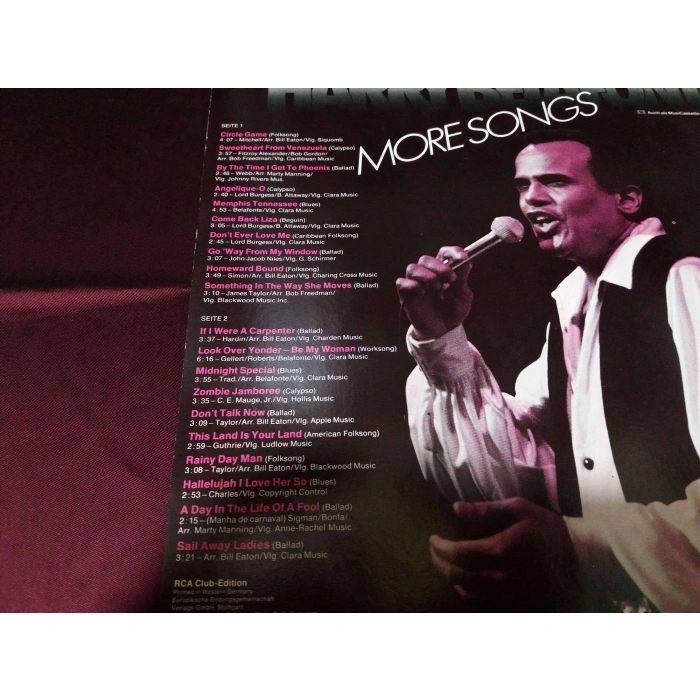 HARRY BELAFONTE
MORE SONGS
SEITE 1
Circle Game (Folksong)
4:07 – Mitchell/Arr. Bill Eaton/Vlg. Siquomb
Sweetheart From Venezuela (Calypso)
3:57 – Fitzroy Alexander/Bob Gordon/
Arr. Bob Freedman/Vlg. Caribbean Music
By The Time I Get To Phoenix (Ballad)
2:46 – Webb/Arr. Marty Manning/
Vlg. Johnny Rivers Mus.
Angelique-O (Calypso)
2:40 – Lord Burgess/B. Attaway/Vlg. Clara Music
Memphis Tennessee (Blues)
4:53 – Belafonte/Vlg. Clara Music
Come Back Liza (Beguin)
3:05 – Lord Burgess/B. Attaway/Vlg. Clara Music
Don't Ever Love Me (Caribbean Folksong)
2:45 – Lord Burgess/Vlg. Clara Music
Go 'Way From My Window (Ballad)
3:07 – John Jacob Niles/Vlg. G. Schirmer
Homeward Bound (Folksong)
3:49 – Simon/Arr. Bill Eaton/Vlg. Charing Cross Music
Something In The Way She Moves (Ballad)
3:10 – James Taylor/Arr. Bob Freedman/
Vlg. Blackwood Music Inc.
SEITE 2
If I Were A Carpenter (Ballad)
3:37 – Hardin/Arr. Bill Eaton/Vlg. Charden Music
Look Over Yonder – Be My Woman (Worksong)
6:16 – Gellert/Roberts/Belafonte/Vlg. Clara Music
Midnight Special (Blues)
3:55 – Trad./Arr. Belafonte/Vlg. Clara Music
Zombie Jamboree (Calypso)
3:35 – C. E. Mauge, Jr./Vlg. Hollis Music
Don't Talk Now (Ballad)
3:09 – Taylor/Arr. Bill Eaton/Vlg. Apple Music
This Land Is Your Land (American Folksong)
2:59 – Guthrie/Vlg. Ludlow Music
Rainy Day Man (Folksong)
3:08 – Taylor/Arr. Bill Eaton/Vlg. Blackwood Music
Hallelujah I Love Her So (Blues)
2:53 – Charles/Vlg. Copyright Control
A Day In The Life Of A Fool (Ballad)
2:15 – (Manha de carnaval) Sigman/Bonfa/
Arr. Marty Manning/Vlg. Anne-Rachel Music
Sail Away Ladies (Ballad)
3:21 – Arr. Bill Eaton/Vlg. Clara Music
RCA Club-Edition
Printed in Western Germany
Europäische Bildungsgemeinschaft
Verlags-GmbH, Stuttgart